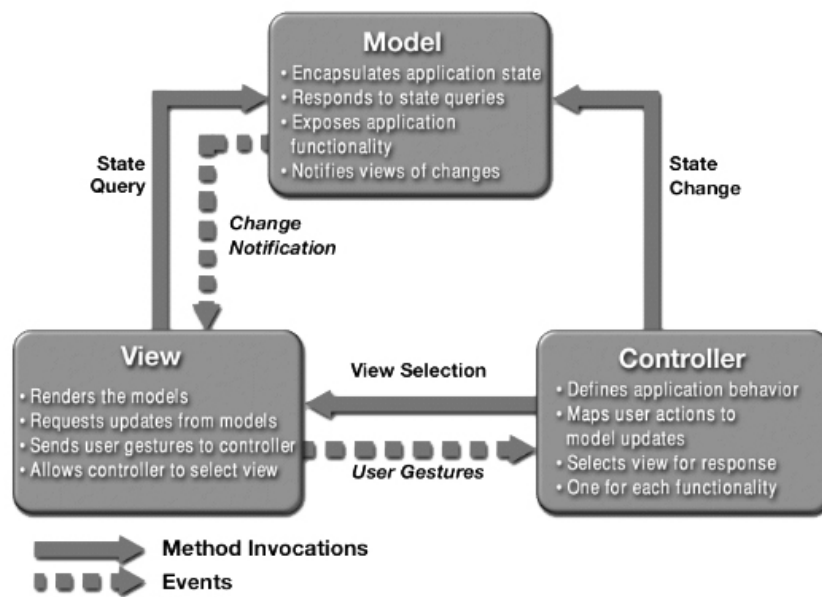 Model
• Encapsulates application state
• Responds to state queries
• Exposes application
functionality
• Notifies views of changes
State
Query
State
Change
Change
Notification
View
• Renders the models
• Requests updates from models
• Sends user gestures to controller
• Allows controller to select view
View Selection
User Gestures
Controller
• Defines application behavior
• Maps user actions to
model updates
• Selects view for response
• One for each functionality
Method Invocations
Events